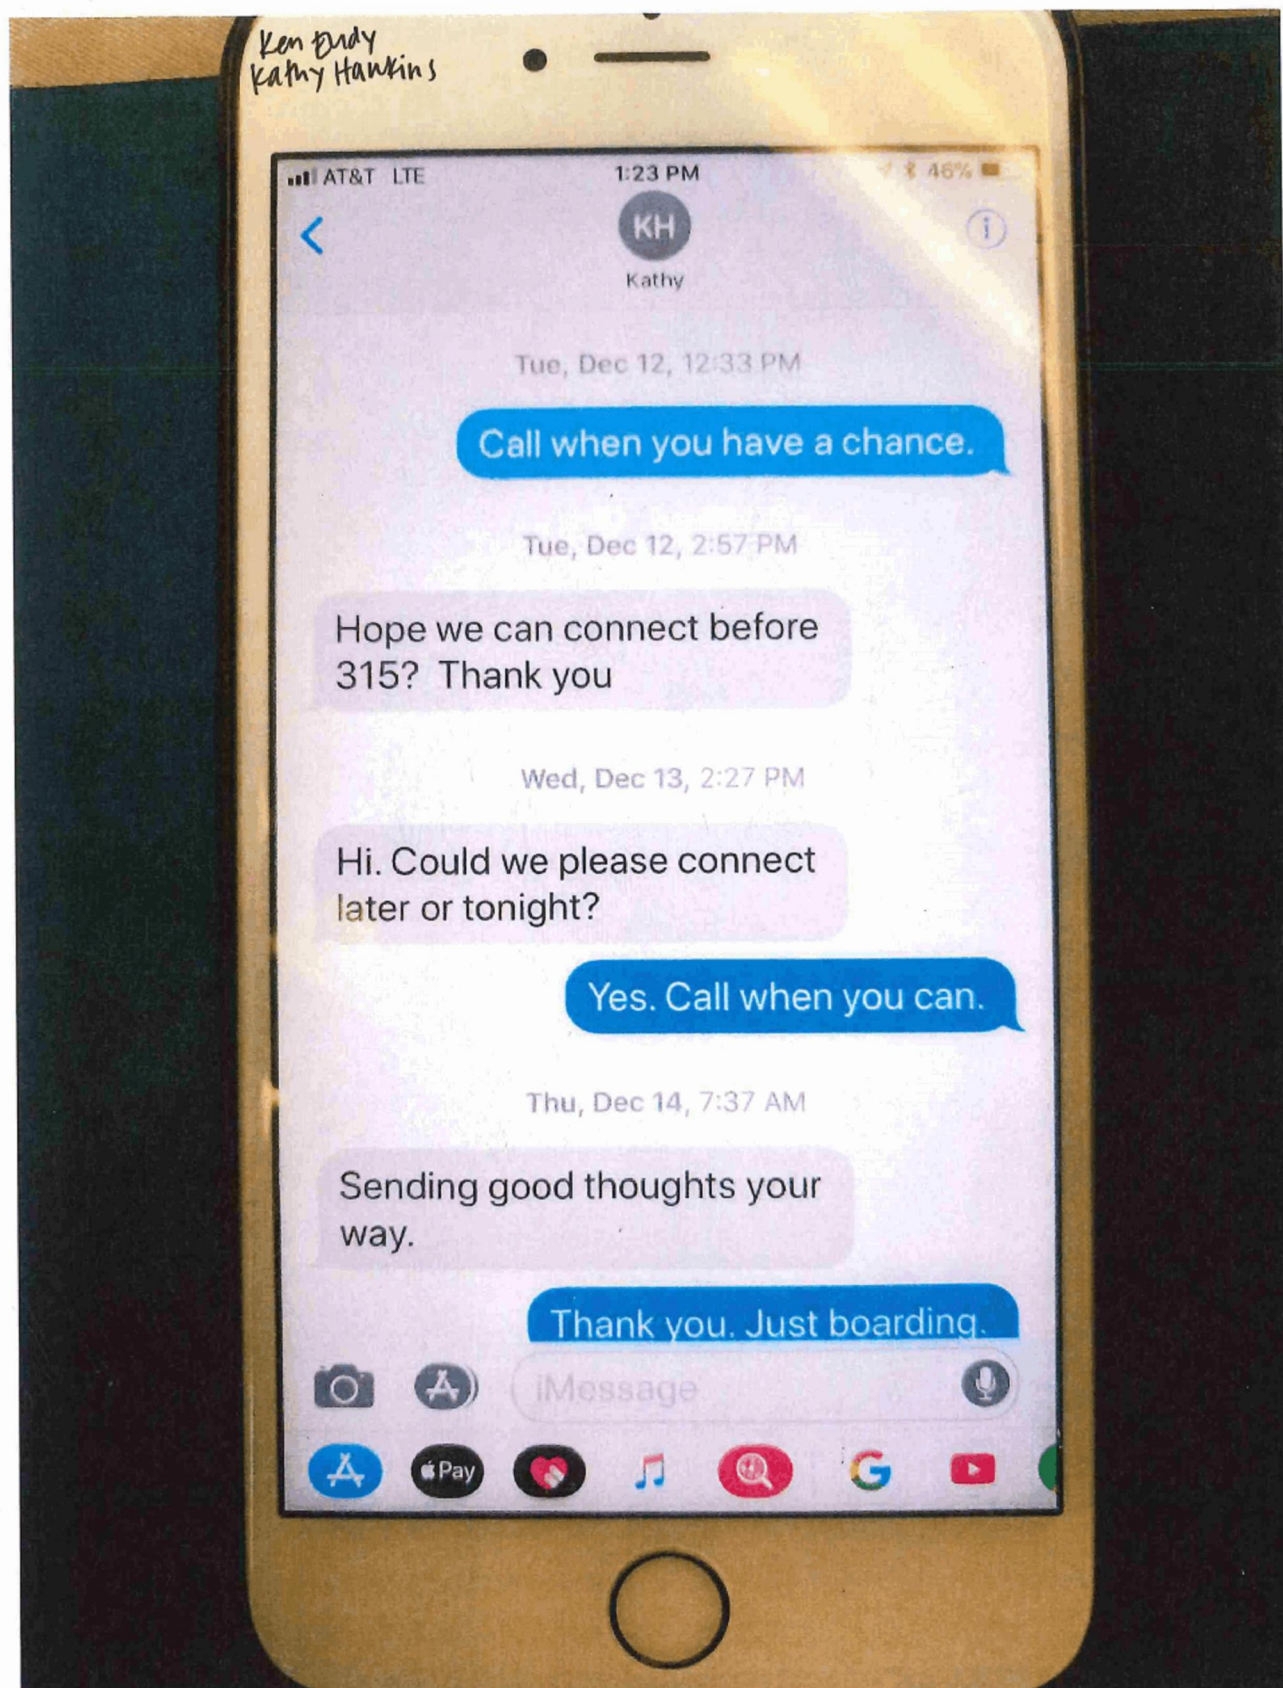 Ken Eudy
Kathy Hawkins
AT&T LTE
1:23 PM
46%
KH
Kathy
Tue, Dec 12, 12:33 PM
Call when you have a chance.
Tue, Dec 12, 2:57 PM
Hope we can connect before
315? Thank you
Wed, Dec 13, 2:27 PM
Hi. Could we please connect
later or tonight?
Yes. Call when you can.
Thu, Dec 14, 7:37 AM
Sending good thoughts your
way.
Thank you. Just boarding.
iMessage
Pay